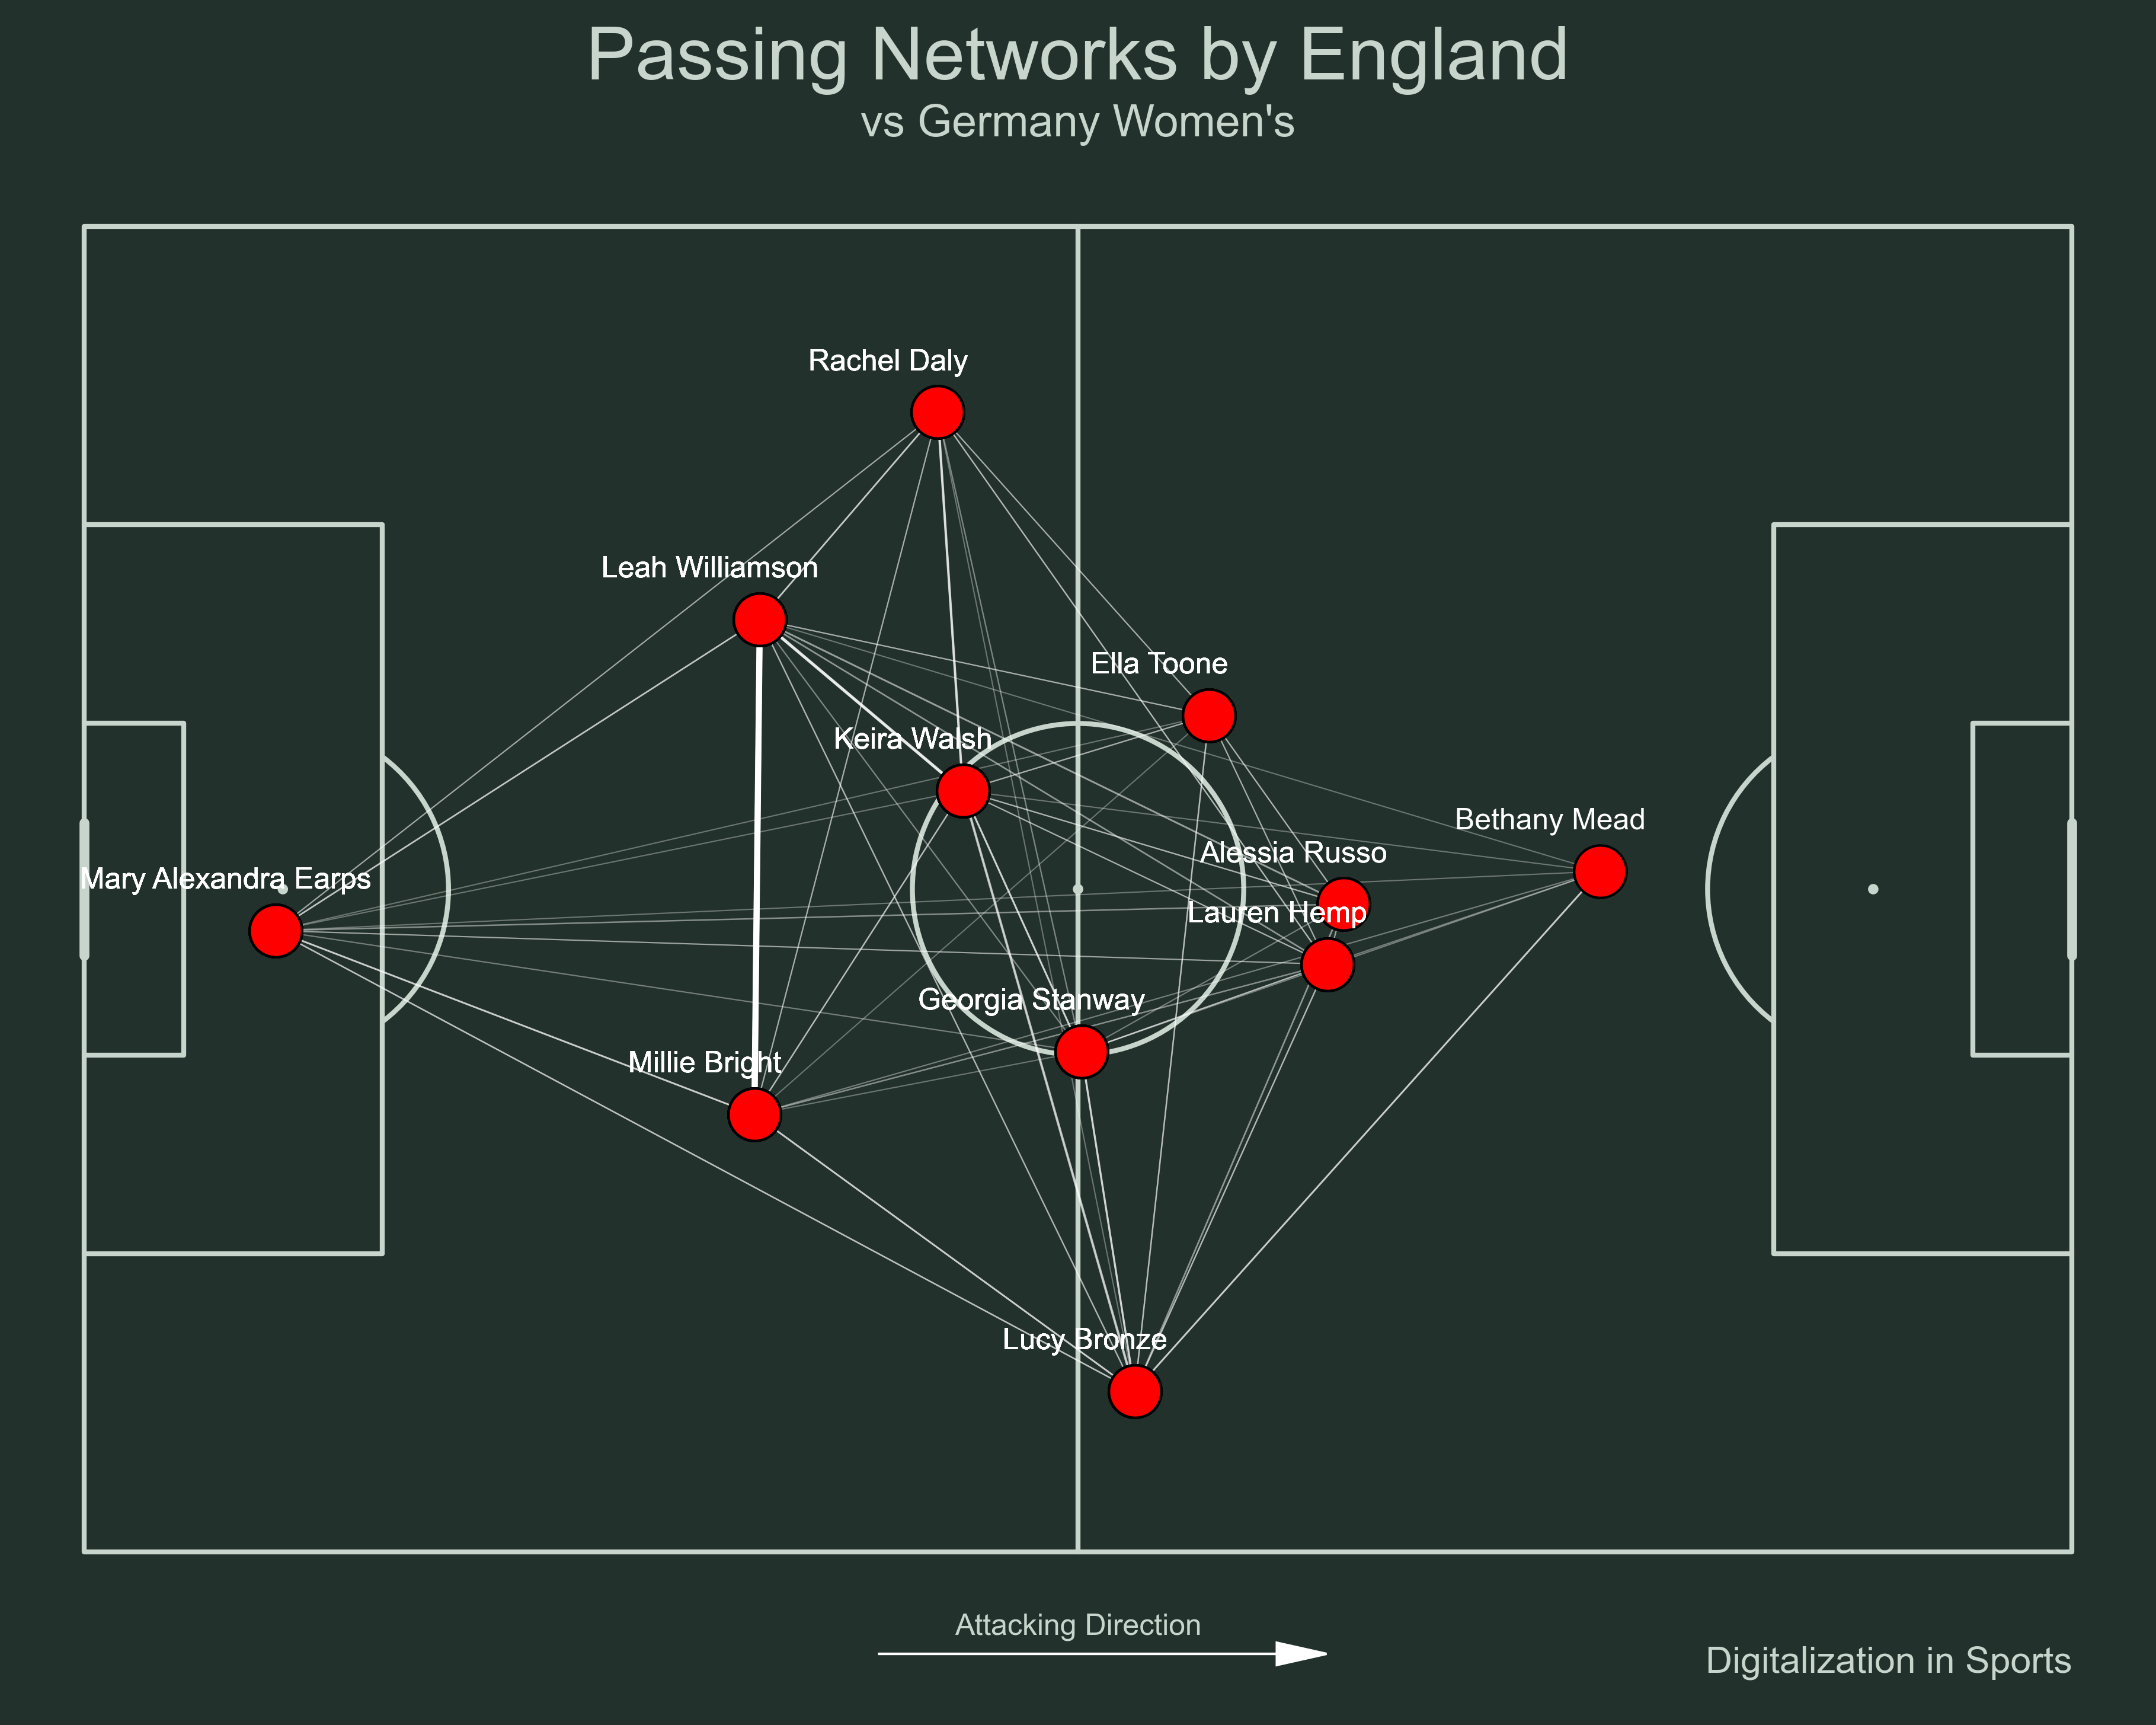 Passing Networks by England
vs Germany Women's
Rachel Daly
Leah Williamson
Ella Toone
Keira Walsh
Bethany Mead
Alessia Russo
Mary Alexandra Earps
Lauren Hemp
Georgia Stanway
Millie Bright
Lucy Bronze
Attacking Direction
Digitalization in Sports